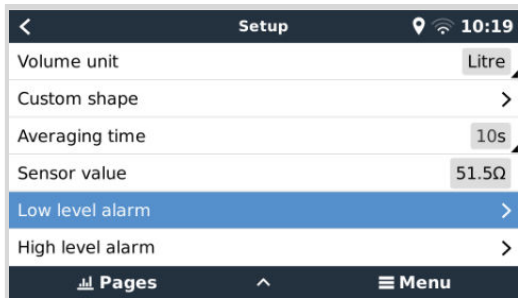 Setup 10:19
Volume unit Litre
Custom shape
Averaging time 10s
Sensor value 51.5Ω
Low level alarm
High level alarm
Pages Menu